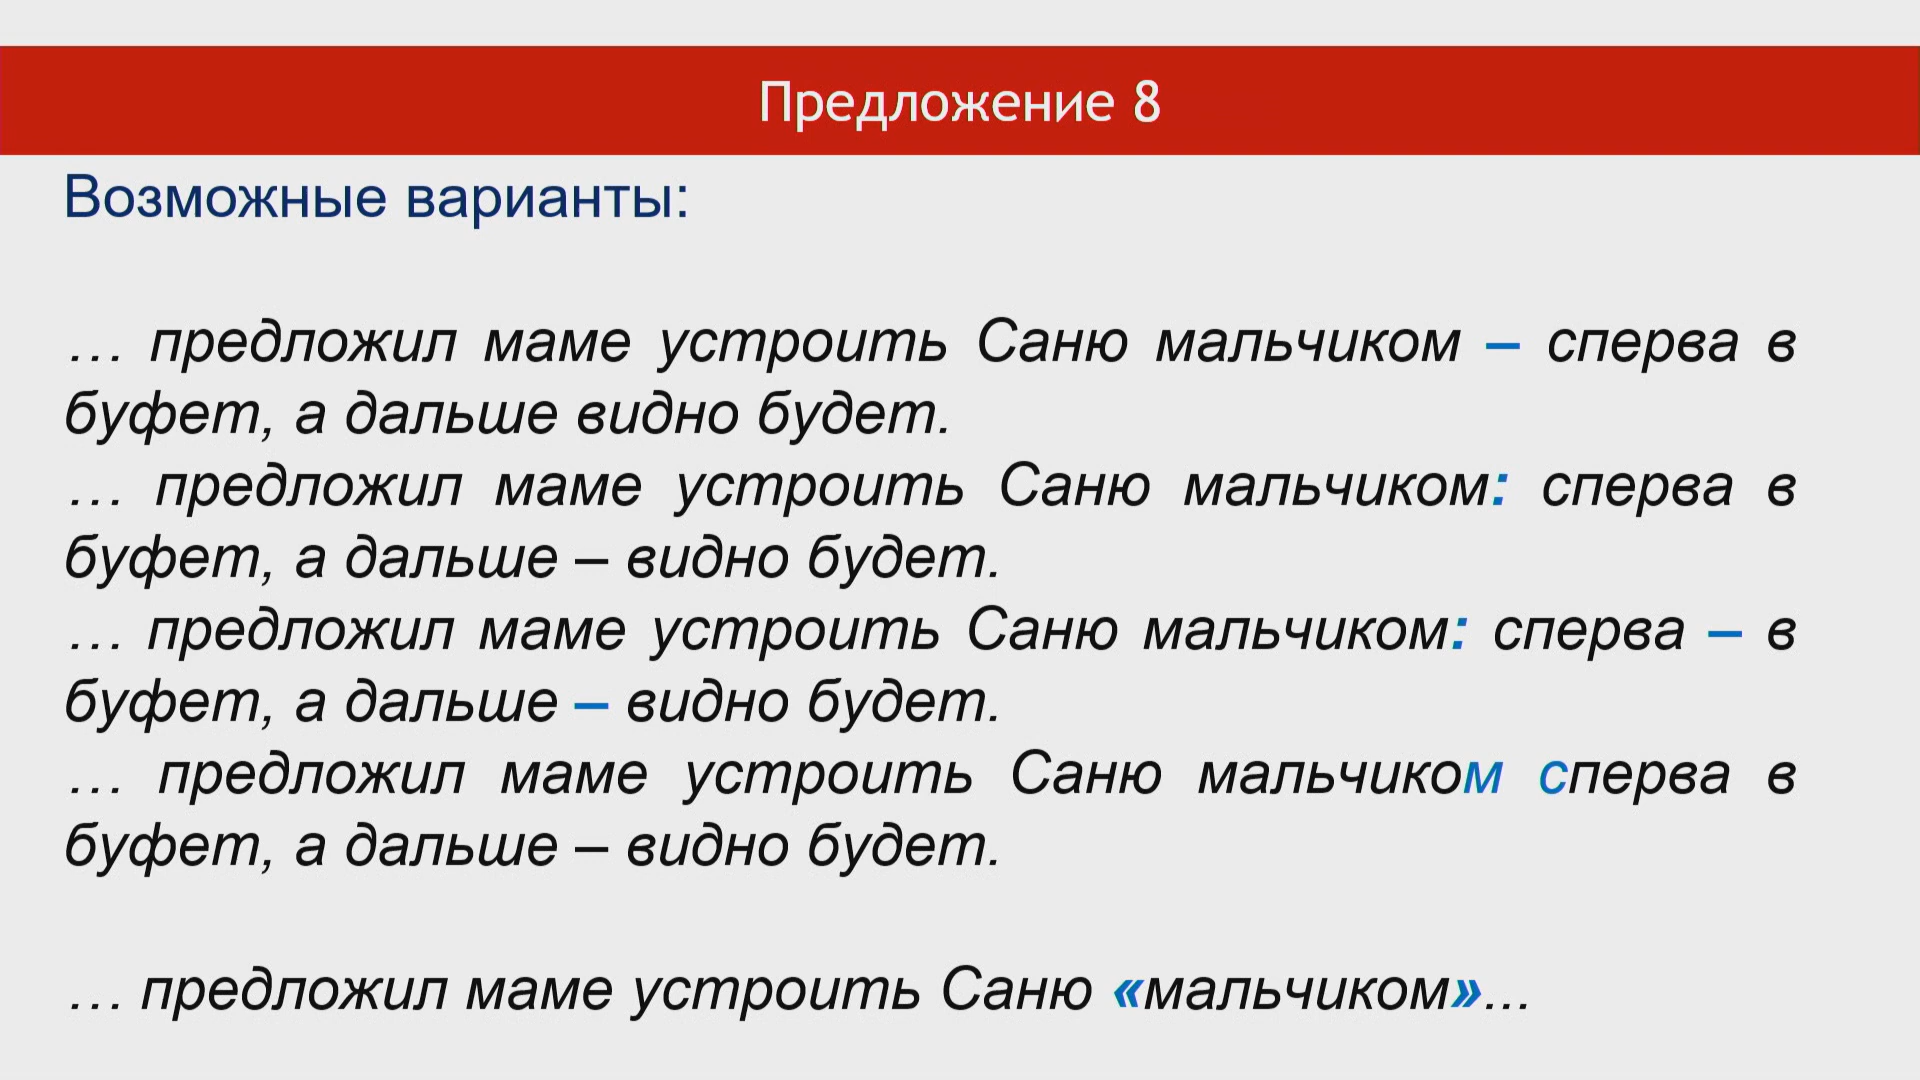 Предложение 8
Возможные варианты:
… предложил маме устроить Саню мальчиком – сперва в
буфет, а дальше видно будет.
… предложил маме устроить Саню мальчиком: сперва в
буфет, а дальше – видно будет.
… предложил маме устроить Саню мальчиком: сперва – в
буфет, а дальше – видно будет.
… предложил маме устроить Саню мальчиком сперва в
буфет, а дальше – видно будет.
… предложил маме устроить Саню «мальчиком»...